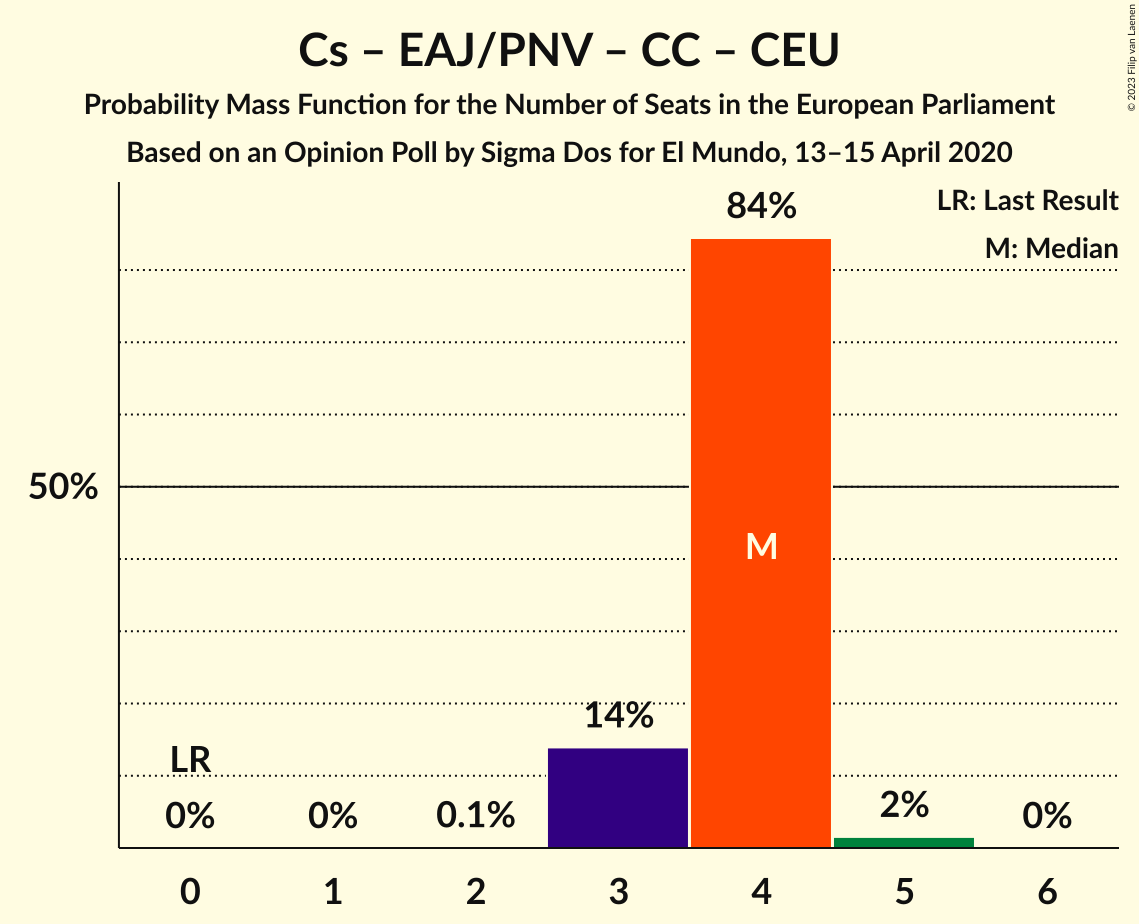 Cs – EAJ/PNV – CC – CEU
Probability Mass Function for the Number of Seats in the European Parliament
Based on an Opinion Poll by Sigma Dos for El Mundo, 13–15 April 2020
© 2023 Filip van Laenen
LR: Last Result
M: Median
84%
50%
M
14%
LR
0%
0%
0.1%
2%
0%
0
1
2
3
4
5
6